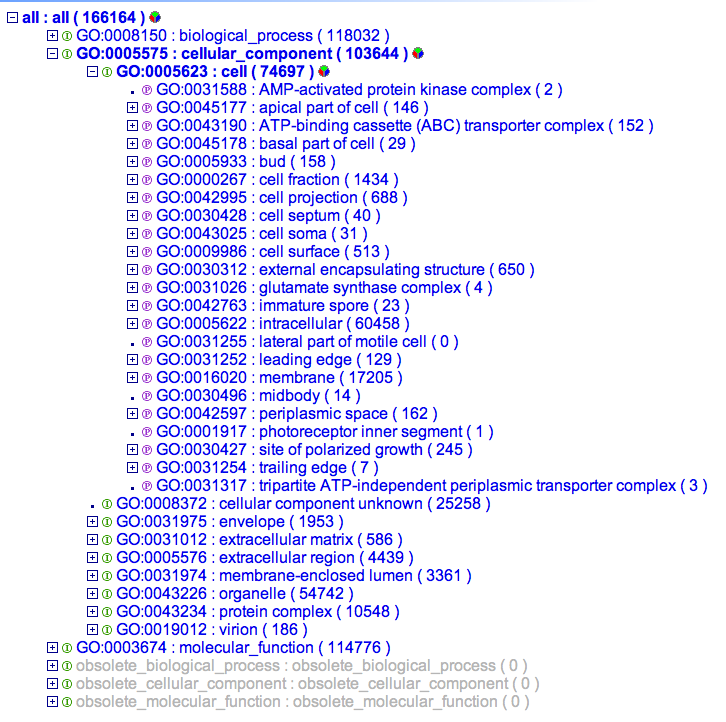 all : all ( 166164 )
GO:0008150 : biological_process ( 118032 )
GO:0005575 : cellular_component ( 103644 )
GO:0005623 : cell ( 74697 )
GO:0031588 : AMP-activated protein kinase complex ( 2 )
GO:0045177 : apical part of cell ( 146 )
GO:0043190 : ATP-binding cassette (ABC) transporter complex ( 152 )
GO:0045178 : basal part of cell ( 29 )
GO:0005933 : bud ( 158 )
GO:0000267 : cell fraction ( 1434 )
GO:0042995 : cell projection ( 688 )
GO:0030428 : cell septum ( 40 )
GO:0043025 : cell soma ( 31 )
GO:0009986 : cell surface ( 513 )
GO:0030312 : external encapsulating structure ( 650 )
GO:0031026 : glutamate synthase complex ( 4 )
GO:0042763 : immature spore ( 23 )
GO:0005622 : intracellular ( 60458 )
GO:0031255 : lateral part of motile cell ( 0 )
GO:0031252 : leading edge ( 129 )
GO:0016020 : membrane ( 17205 )
GO:0030496 : midbody ( 14 )
GO:0042597 : periplasmic space ( 162 )
GO:0001917 : photoreceptor inner segment ( 1 )
GO:0030427 : site of polarized growth ( 245 )
GO:0031254 : trailing edge ( 7 )
GO:0031317 : tripartite ATP-independent periplasmic transporter complex ( 3 )
GO:0008372 : cellular component unknown ( 25258 )
GO:0031975 : envelope ( 1953 )
GO:0031012 : extracellular matrix ( 586 )
GO:0005576 : extracellular region ( 4439 )
GO:0031974 : membrane-enclosed lumen ( 3361 )
GO:0043226 : organelle ( 54742 )
GO:0043234 : protein complex ( 10548 )
GO:0019012 : virion ( 186 )
GO:0003674 : molecular_function ( 114776 )
obsolete_biological_process : obsolete_biological_process ( 0 )
obsolete_cellular_component : obsolete_cellular_component ( 0 )
obsolete_molecular_function : obsolete_molecular_function ( 0 )